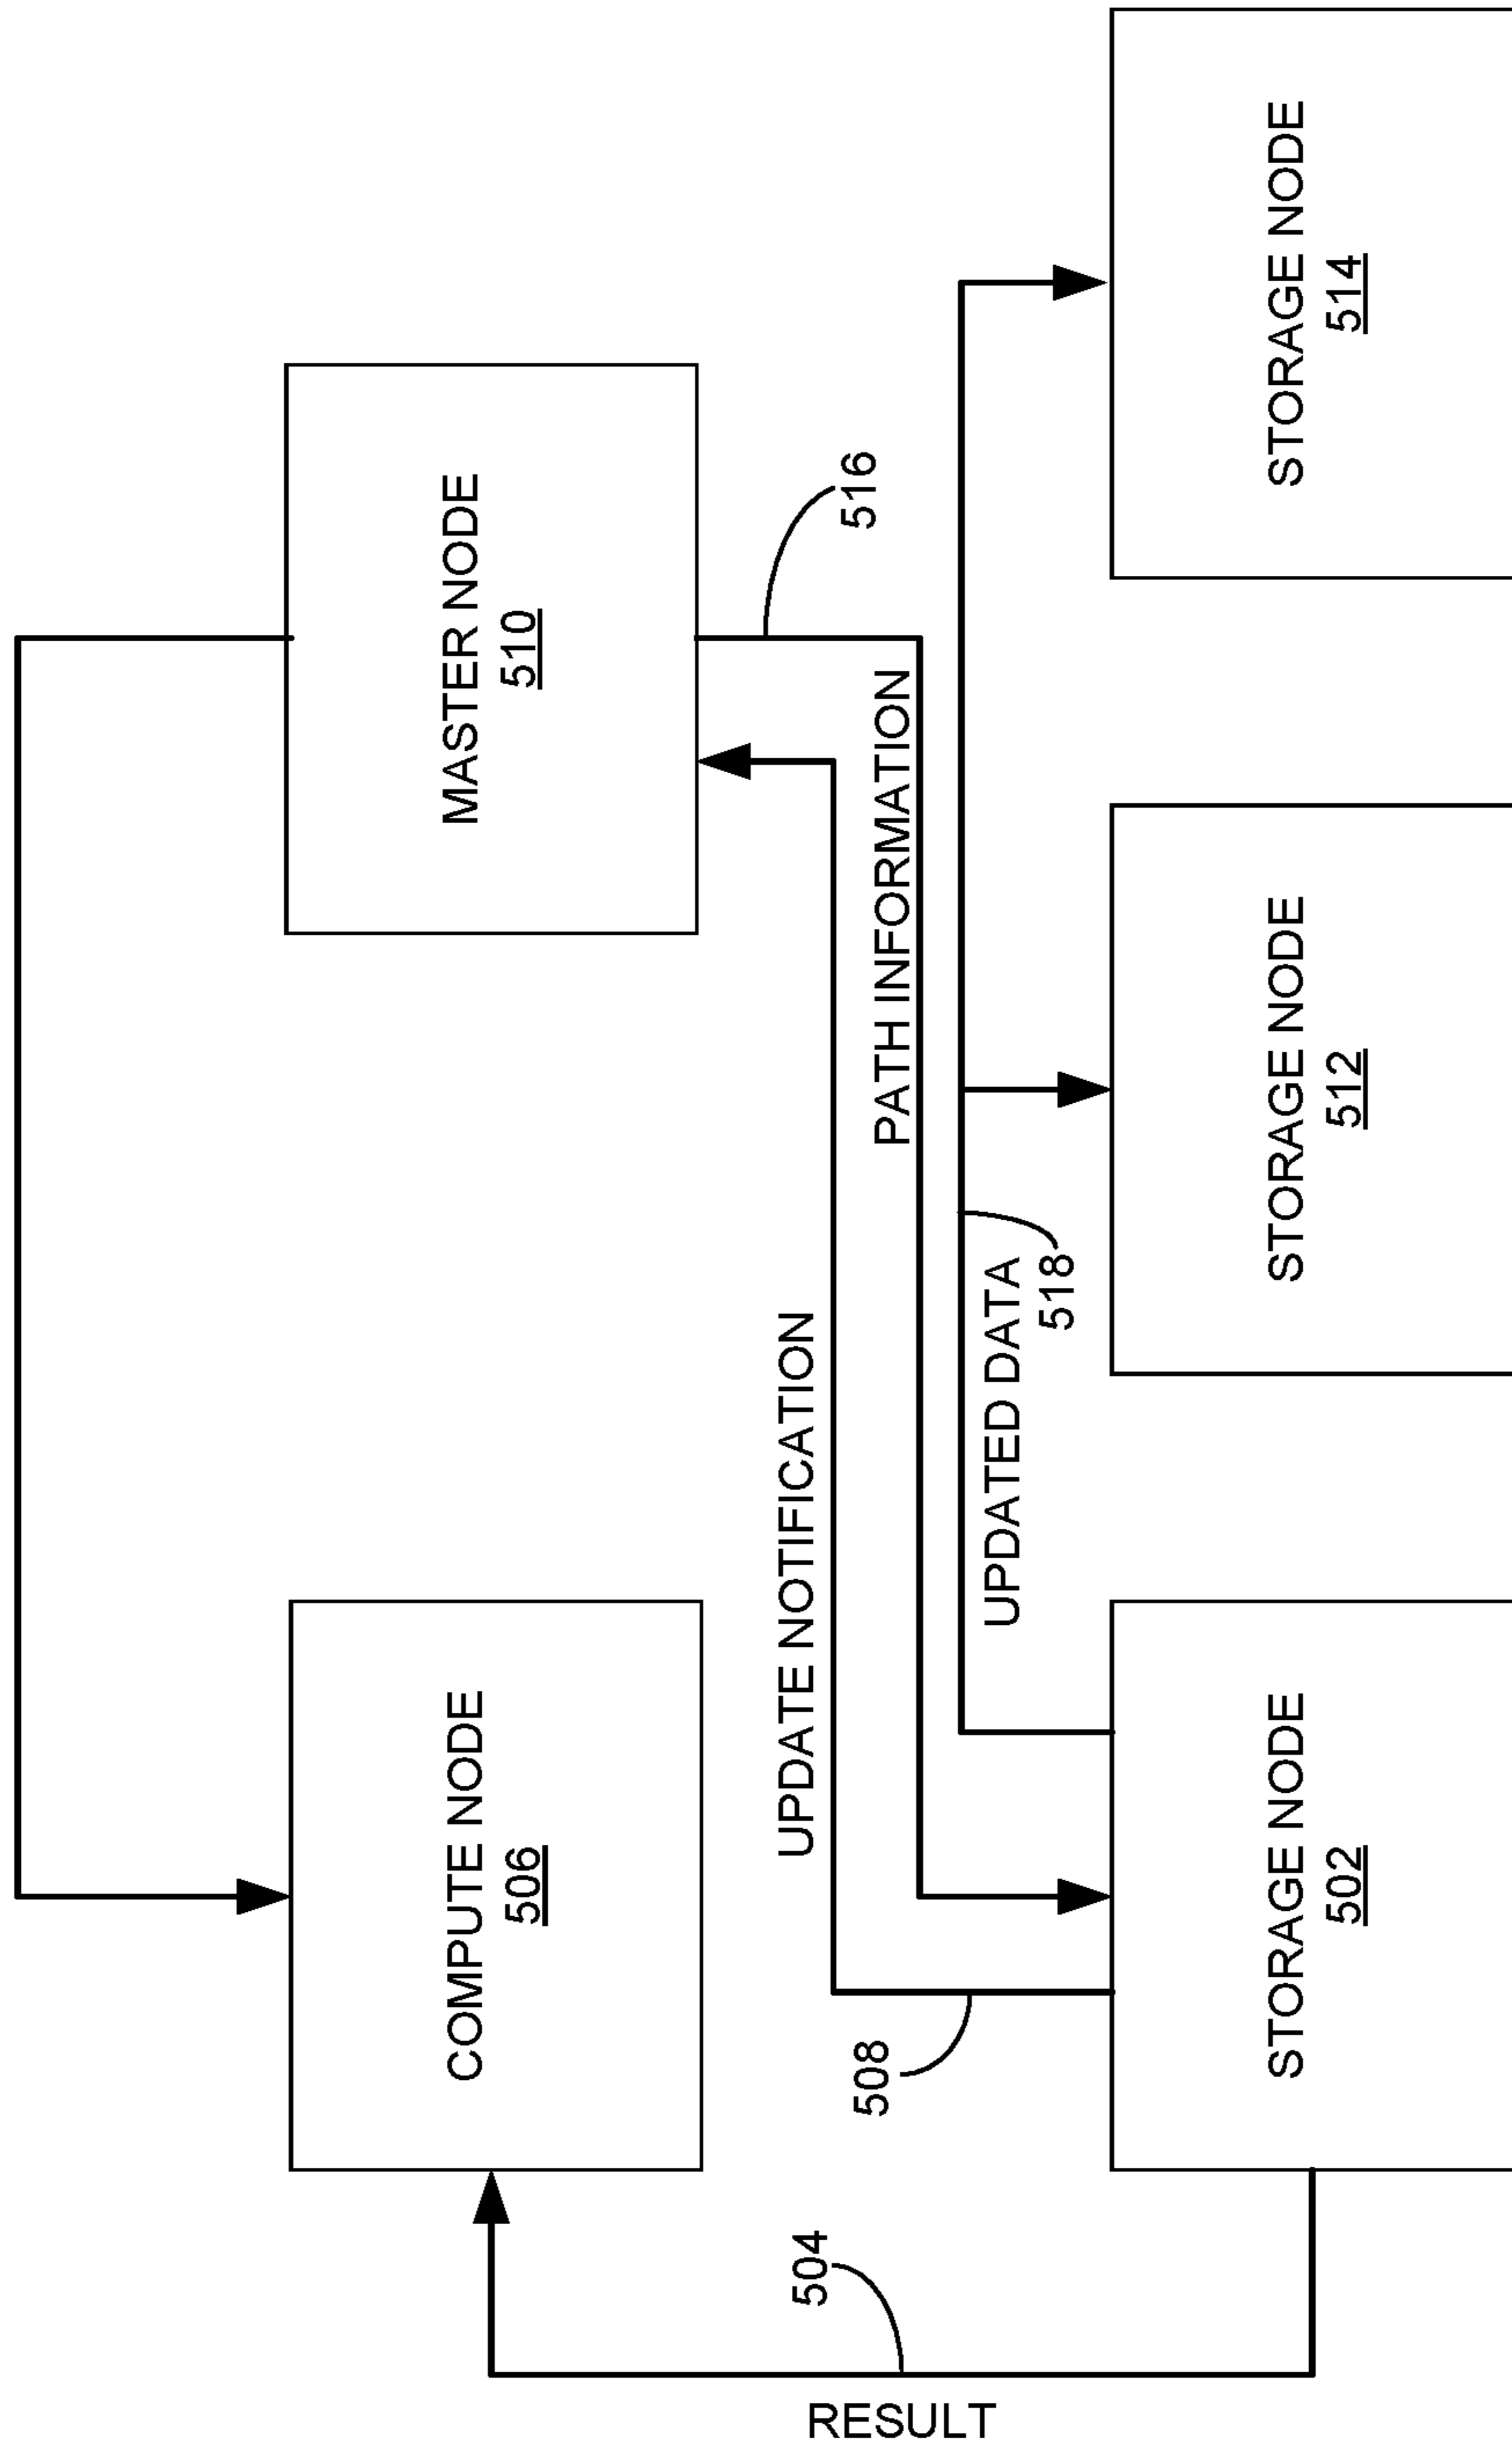 COMPUTE NODE
506
MASTER NODE
510
RESULT
504
508
UPDATE NOTIFICATION
516
PATH INFORMATION
UPDATED DATA
518
STORAGE NODE
502
STORAGE NODE
512
STORAGE NODE
514